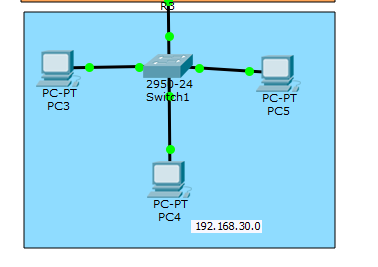 R3
2950-24
Switch1
PC-PT
PC3
PC-PT
PC5
PC-PT
PC4
192.168.30.0